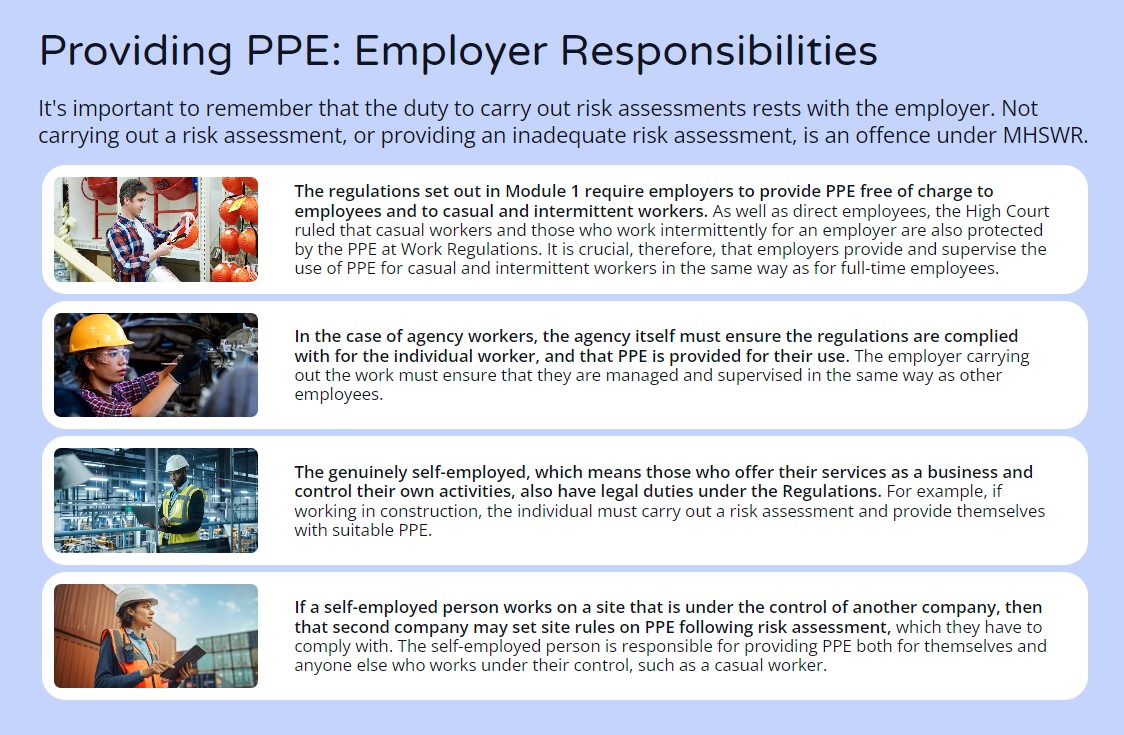 Providing PPE: Employer Responsibilities
It's important to remember that the duty to carry out risk assessments rests with the employer. Not
carrying out a risk assessment, or providing an inadequate risk assessment, is an offence under MHSWR.
The regulations set out in Module 1 require employers to provide PPE free of charge to
employees and to casual and intermittent workers. As well as direct employees, the High Court
ruled that casual workers and those who work intermittently for an employer are also protected
by the PPE at Work Regulations. It is crucial, therefore, that employers provide and supervise the
use of PPE for casual and intermittent workers in the same way as for full-time employees.
In the case of agency workers, the agency itself must ensure the regulations are complied
with for the individual worker, and that PPE is provided for their use. The employer carrying
out the work must ensure that they are managed and supervised in the same way as other
employees.
The genuinely self-employed, which means those who offer their services as a business and
control their own activities, also have legal duties under the Regulations. For example, if
working in construction, the individual must carry out a risk assessment and provide themselves
with suitable PPE.
If a self-employed person works on a site that is under the control of another company, then
that second company may set site rules on PPE following risk assessment, which they have to
comply with. The self-employed person is responsible for providing PPE both for themselves and
anyone else who works under their control, such as a casual worker.